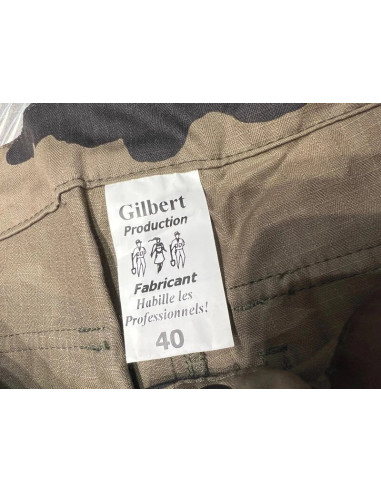 Gilbert
Production
Fabricant
Habille les
Professionnels!
40